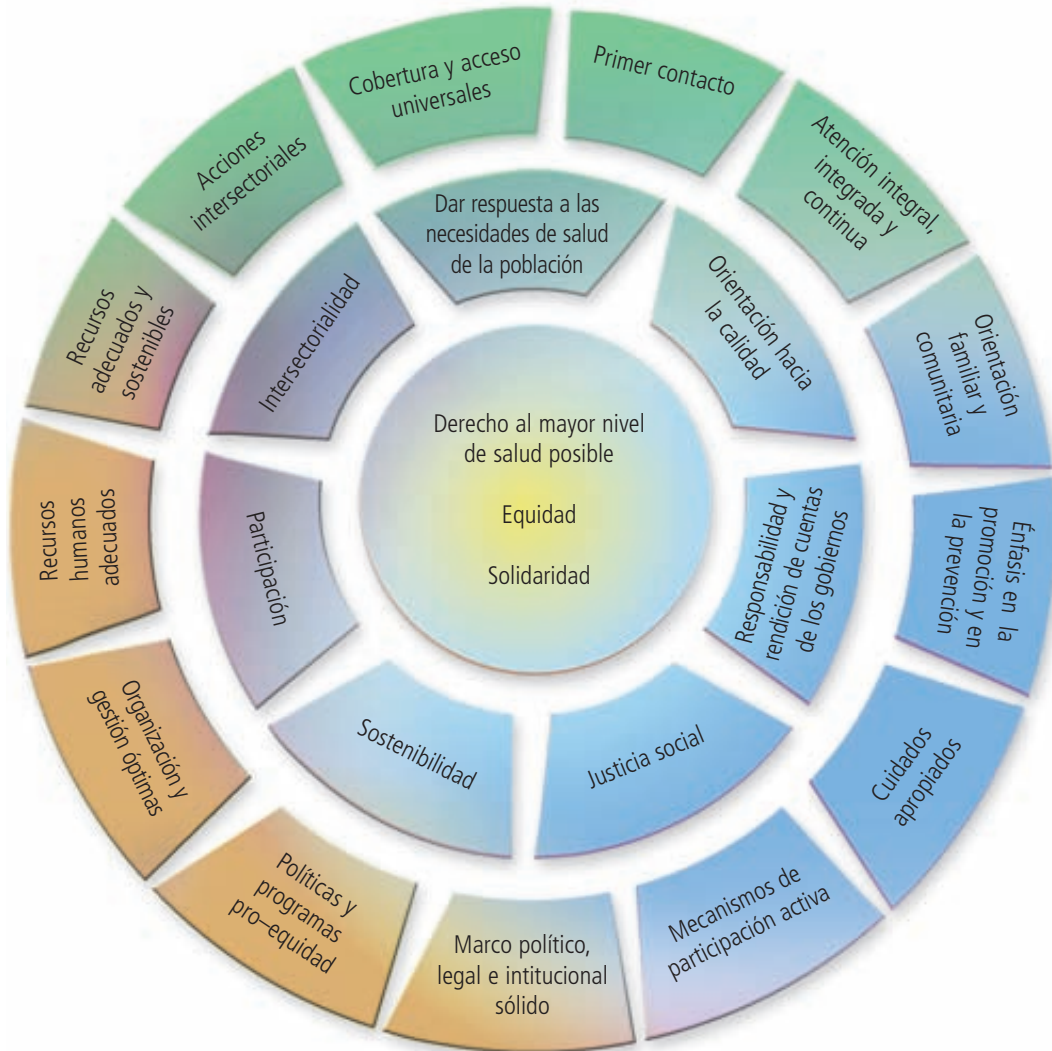 Cobertura y acceso
universales
Primer contacto
Atención integral,
integrada y
continua
Orientación
familiar y
comunitaria
Énfasis en la
promoción y en
la prevención
Cuidados
apropiados
Mecanismos de
participación activa
Marco político,
legal e intitucional
sólido
Políticas y
programas
pro–equidad
Organización y
gestión óptimas
Recursos
humanos
adecuados
Recursos
adecuados y
sostenibles
Acciones
intersectoriales
Dar respuesta a las
necesidades de salud
de la población
Orientación hacia
la calidad
Responsabilidad y
rendición de cuentas
de los gobiernos
Justicia social
Sostenibilidad
Participación
Intersectorialidad
Derecho al mayor nivel
de salud posible
Equidad
Solidaridad